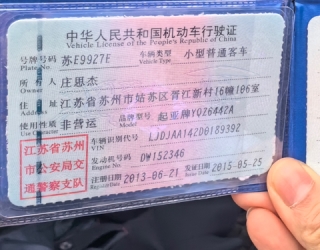 中华人民共和国机动车行驶证
Vehicle License of the People's Republic of China
号牌号码 苏E99Z7E 车辆类型 小型普通客车
Plate No. Vehicle Type
所有人 庄思杰
Owner
住址 江苏省苏州市姑苏区胥江新村16幢106室
Address
使用性质 非营运 品牌型号 起亚牌YQZ6442A
Use Character Model
江苏省苏州市公安局交通警察支队
车辆识别代号 LJDJAA142D0189392
VIN
发动机号码 DW152346
Engine No.
注册日期 2013-06-21 发证日期 2015-05-25
Register Date Issue Date